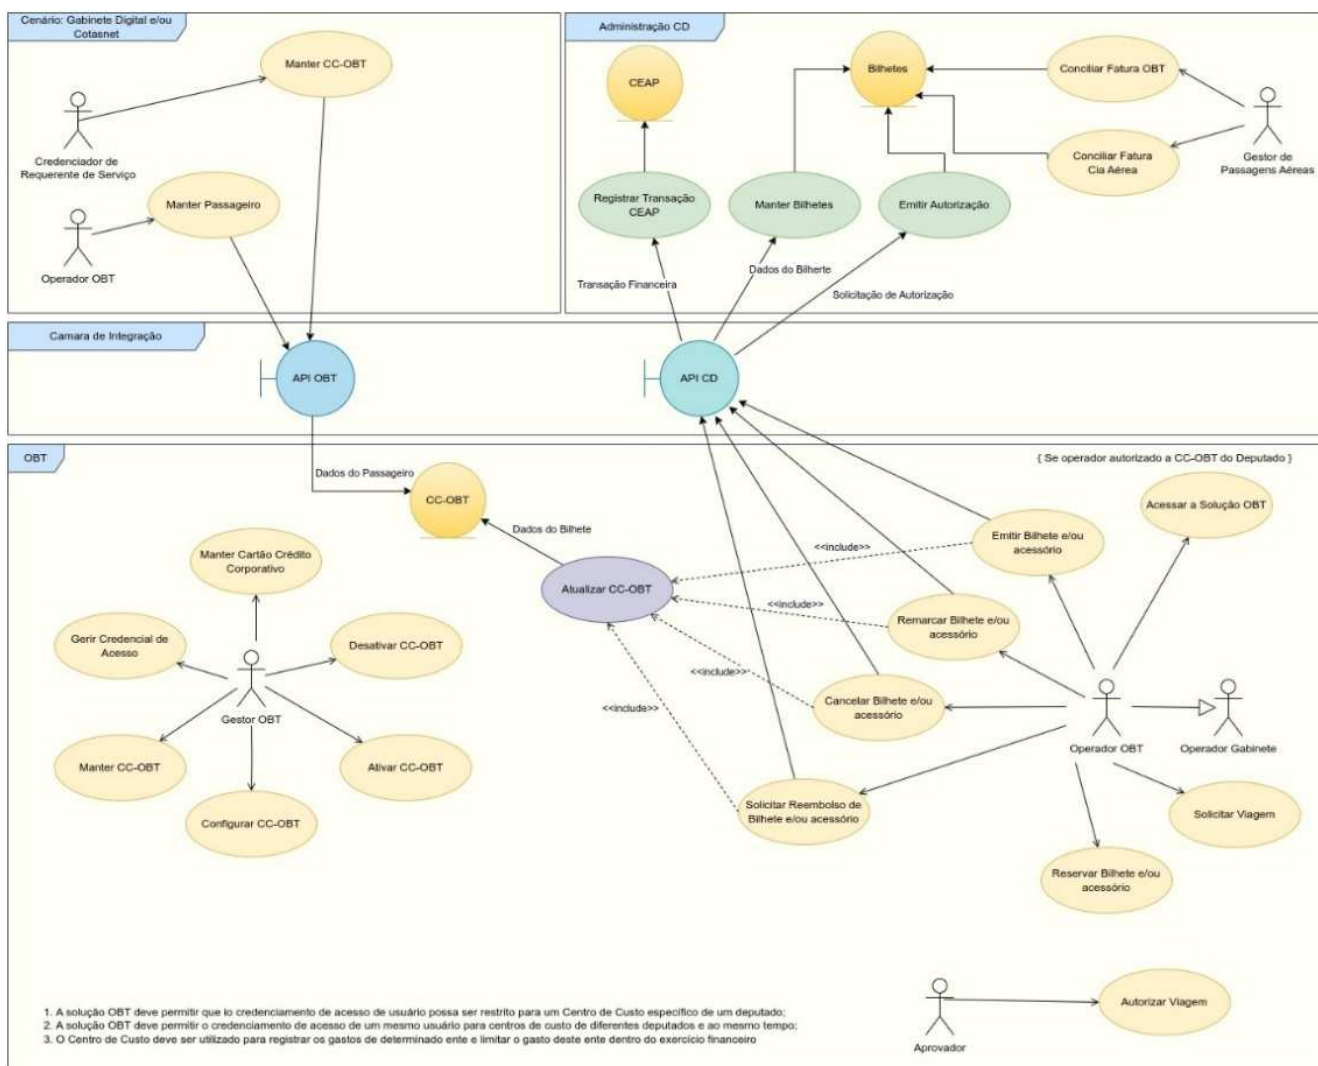 Cenário: Gabinete Digital e/ou
Cotasnet
Manter CC-OBT
Credenciador de
Requerente de Serviço
Manter Passageiro
Operador OBT
Administração CD
CEAP
Bilhetes
Conciliar Fatura OBT
Conciliar Fatura
Cia Aérea
Gestor de
Passagens Aéreas
Registrar Transação
CEAP
Manter Bilhetes
Emitir Autorização
Transação Financeira
Dados do Bilherte
Solicitação de Autorização
Camara de Integração
API OBT
API CD
OBT
{ Se operador autorizado a CC-OBT do Deputado }
Dados do Passageiro
CC-OBT
Dados do Bilhete
Acessar a Solução OBT
Emitir Bilhete e/ou
acessório
<<include>>
Manter Cartão Crédito
Corporativo
Atualizar CC-OBT
<<include>>
Remarcar Bilhete e/ou
acessório
Gerir Credencial de
Acesso
Desativar CC-OBT
<<include>>
Cancelar Bilhete e/ou
acessório
<<include>>
Gestor OBT
Operador OBT
Operador Gabinete
Manter CC-OBT
Ativar CC-OBT
Configurar CC-OBT
Solicitar Reembolso de
Bilhete e/ou acessório
Solicitar Viagem
Reservar Bilhete e/ou
acessório
Autorizar Viagem
Aprovador
1. A solução OBT deve permitir que lo credenciamento de acesso de usuário possa ser restrito para um Centro de Custo específico de um deputado;
2. A solução OBT deve permitir o credenciamento de acesso de um mesmo usuário para centros de custo de diferentes deputados e ao mesmo tempo;
3. O Centro de Custo deve ser utilizado para registrar os gastos de determinado ente e limitar o gasto deste ente dentro do exercício financeiro